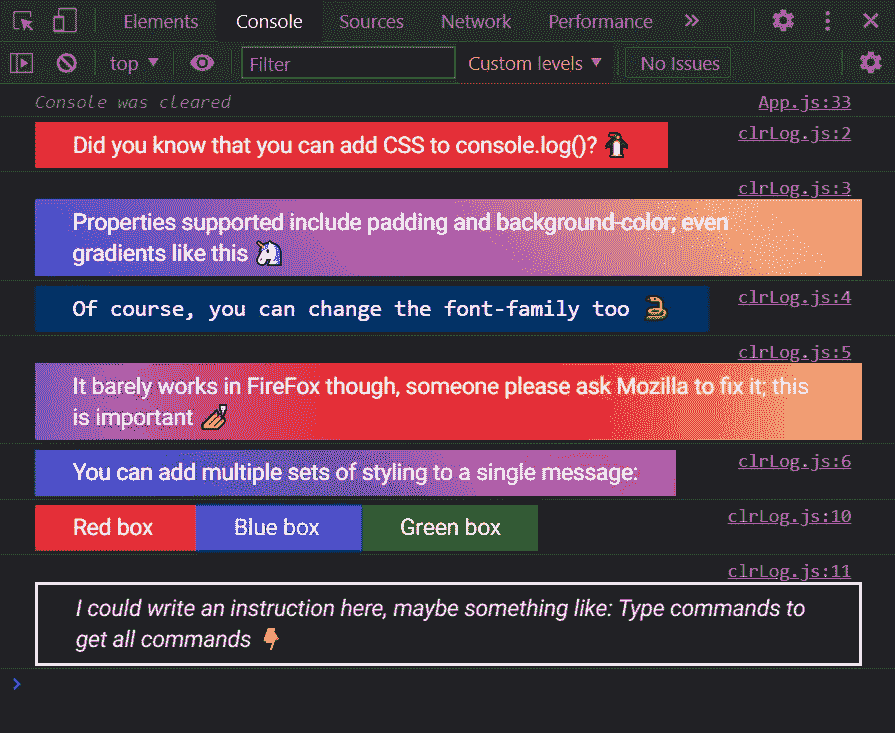 Elements Console Sources Network Performance »
top ▼ Filter Custom levels ▼ No Issues
Console was cleared App.js:33
Did you know that you can add CSS to console.log()? 🐧 clrLog.js:2
clrLog.js:3
Properties supported include padding and background-color; even
gradients like this 🦄
Of course, you can change the font-family too 🐍 clrLog.js:4
clrLog.js:5
It barely works in FireFox though, someone please ask Mozilla to fix it; this
is important 💅
You can add multiple sets of styling to a single message: clrLog.js:6
Red box Blue box Green box clrLog.js:10
clrLog.js:11
I could write an instruction here, maybe something like: Type commands to
get all commands 👇